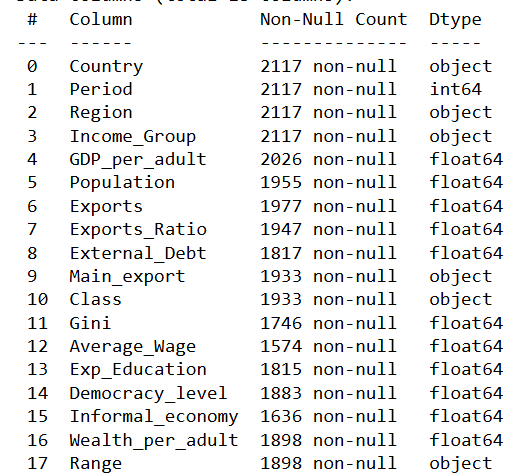 #   Column           Non-Null Count  Dtype
---  ------           --------------  -----
 0   Country          2117 non-null   object
 1   Period           2117 non-null   int64
 2   Region           2117 non-null   object
 3   Income_Group     2117 non-null   object
 4   GDP_per_adult    2026 non-null   float64
 5   Population       1955 non-null   float64
 6   Exports          1977 non-null   float64
 7   Exports_Ratio    1947 non-null   float64
 8   External_Debt    1817 non-null   float64
 9   Main_export      1933 non-null   object
 10  Class            1933 non-null   object
 11  Gini             1746 non-null   float64
 12  Average_Wage     1574 non-null   float64
 13  Exp_Education    1815 non-null   float64
 14  Democracy_level  1883 non-null   float64
 15  Informal_economy 1636 non-null   float64
 16  Wealth_per_adult 1898 non-null   float64
 17  Range            1898 non-null   object